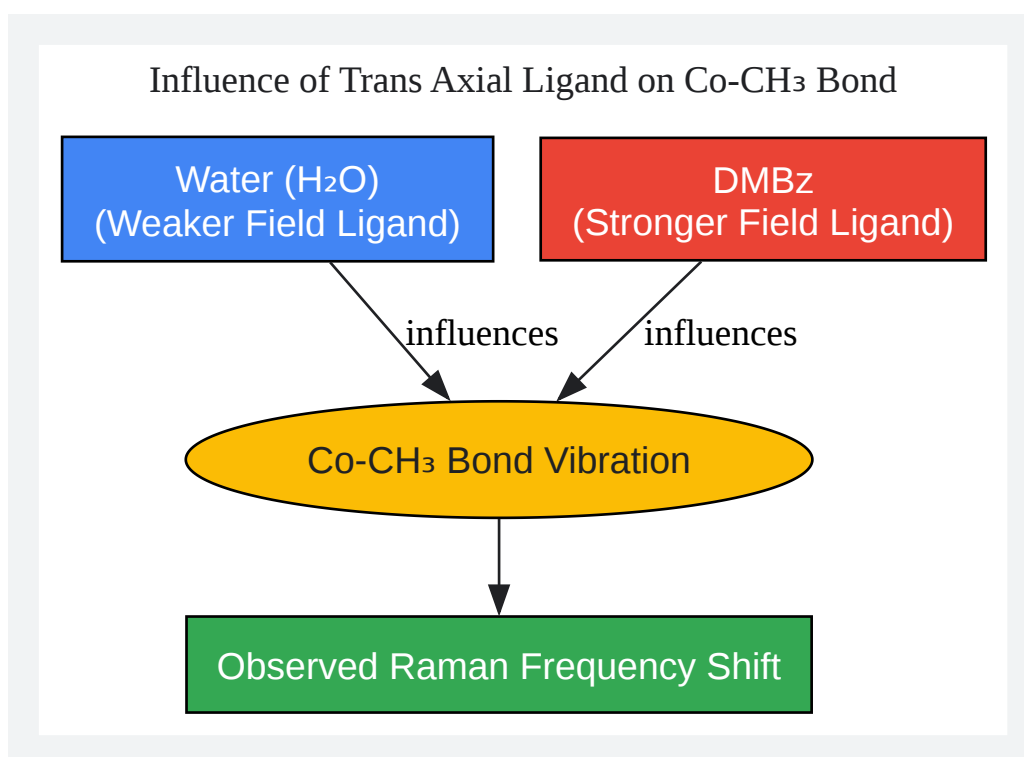 Influence of Trans Axial Ligand on Co-CH₃ Bond
Water (H₂O)
(Weaker Field Ligand)
DMBz
(Stronger Field Ligand)
influences
influences
Co-CH₃ Bond Vibration
Observed Raman Frequency Shift